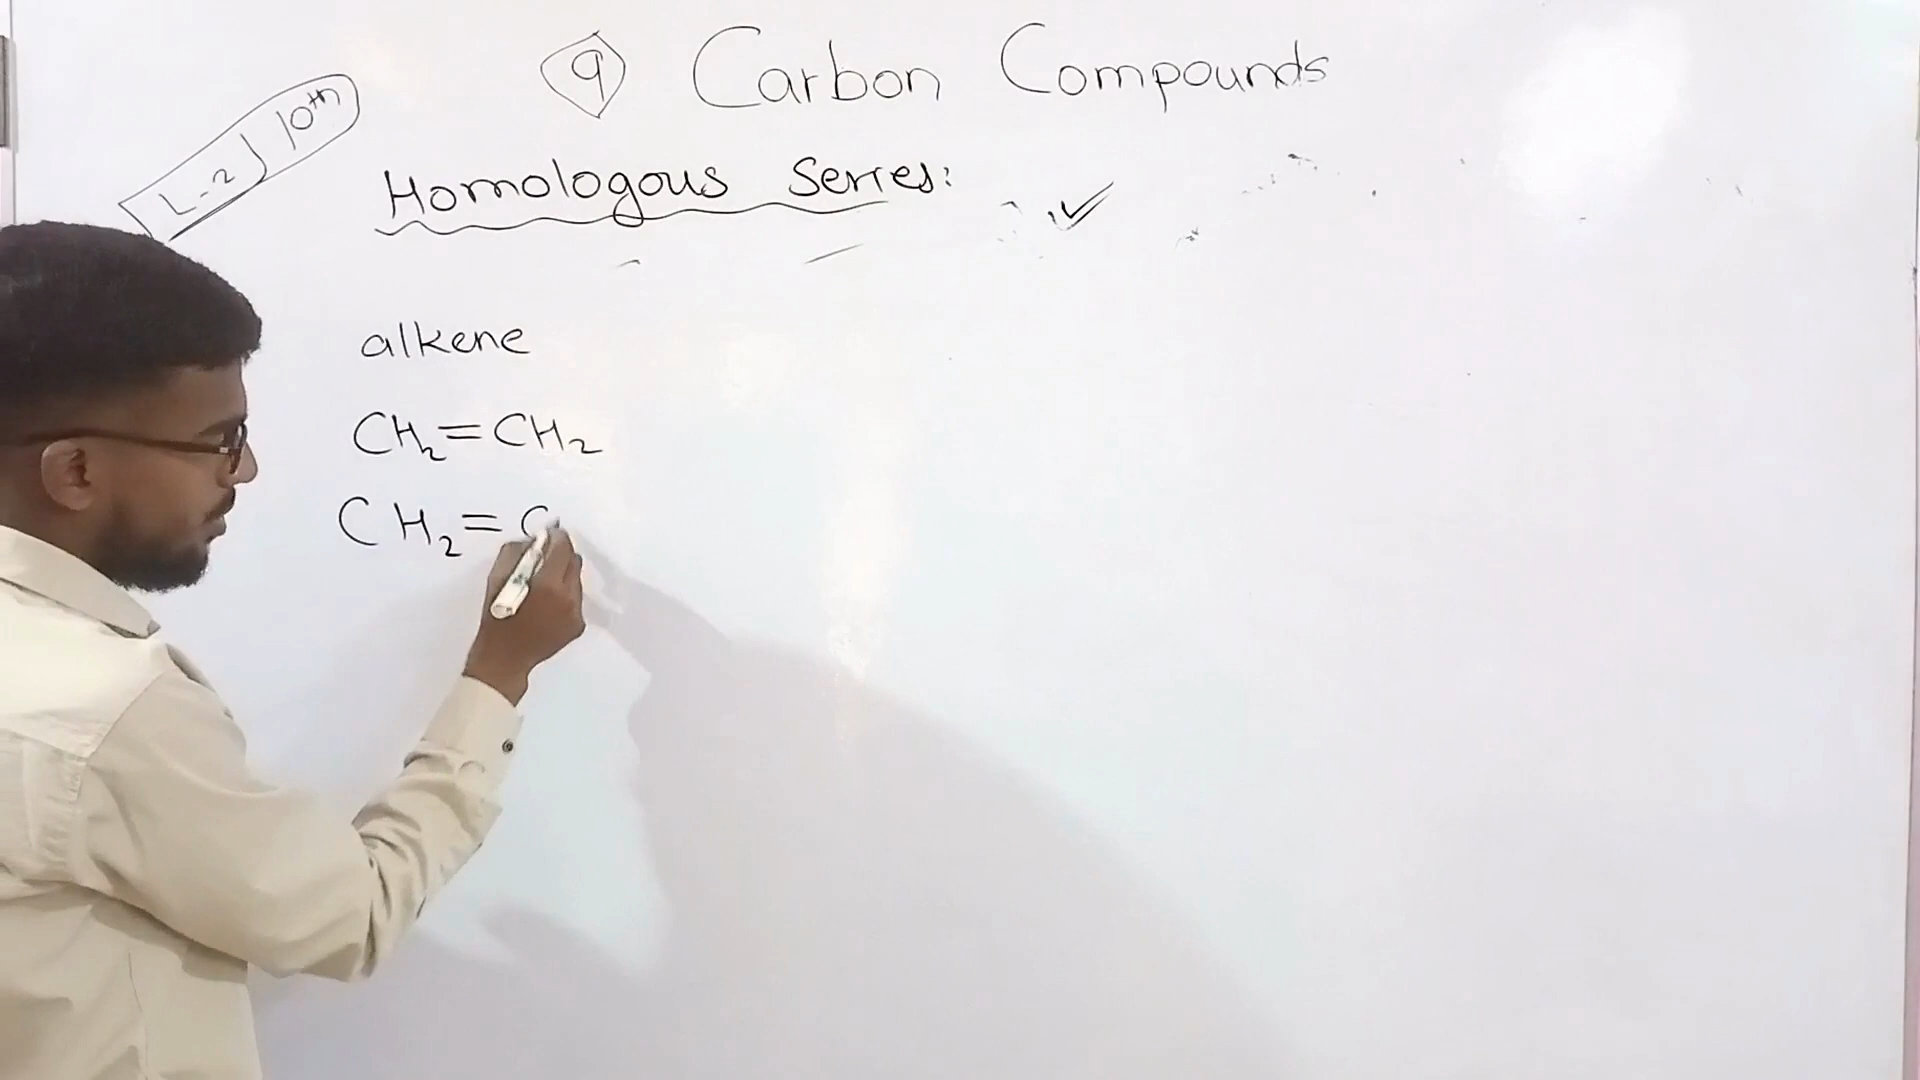 9 Carbon Compounds
L-2 10th
Homologous Series:
alkene
CH₂=CH₂
CH₂=C